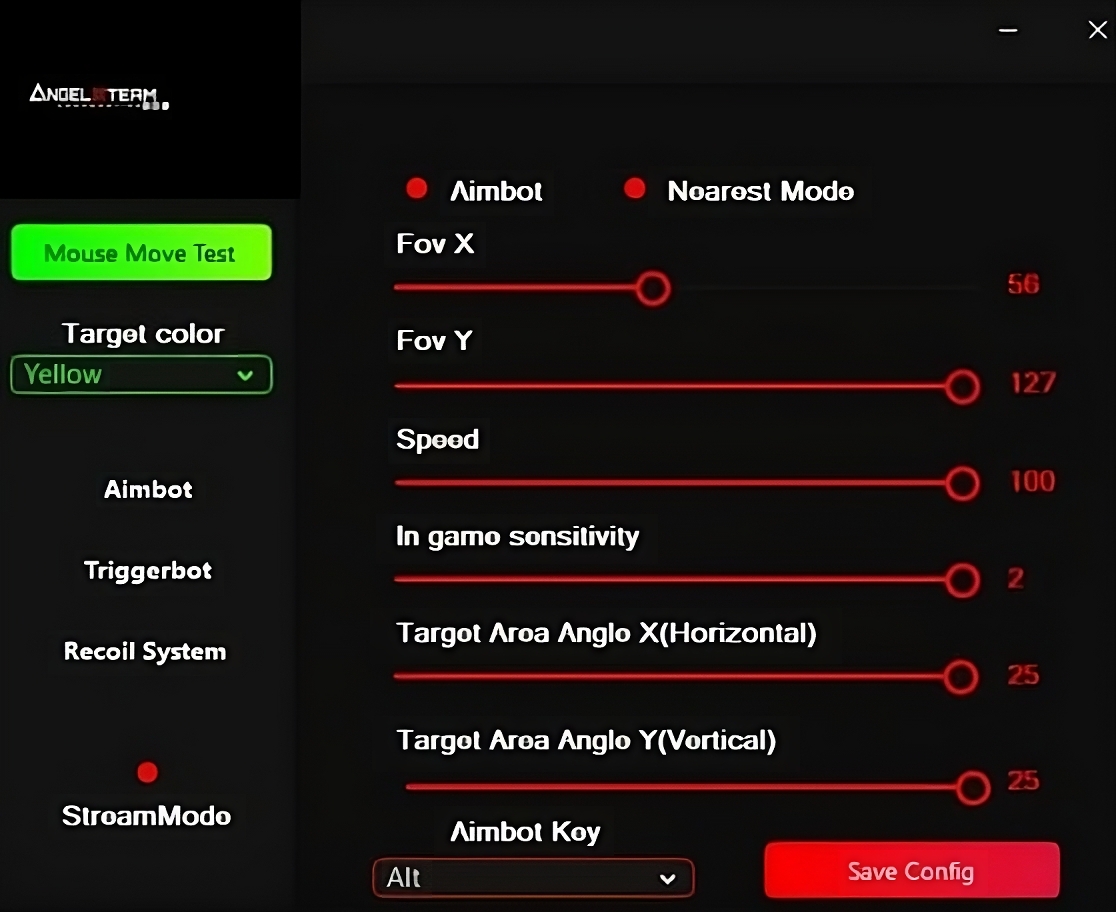 ANGEL TEAM
Aimbot
Nearest Mode
Mouse Move Test
Fov X
56
Target color
Yellow
Fov Y
127
Speed
100
Aimbot
In game sensitivity
2
Triggerbot
Target Area Angle X(Horizontal)
25
Recoil System
Target Area Angle Y(Vertical)
25
StreamMode
Aimbot Key
Alt
Save Config